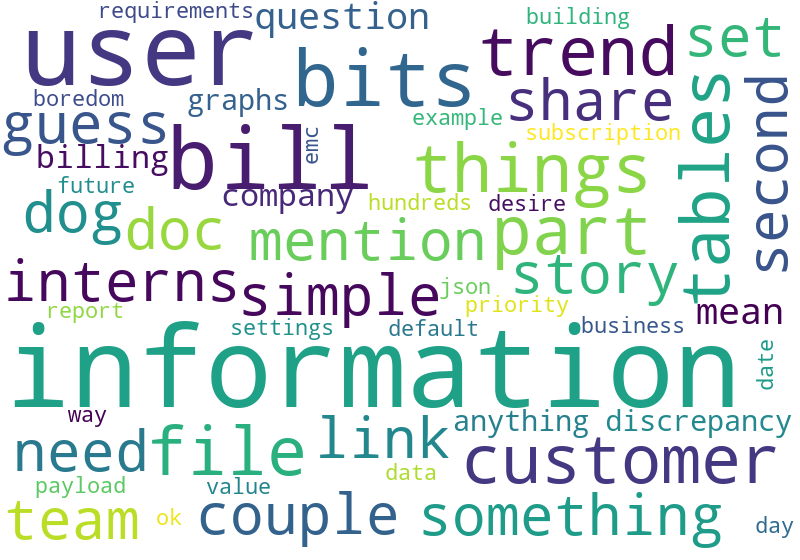 requirements
question
building
user
trend
set
bits
boredom
graphs
share
second
guess
example
tables
emc
subscription
billing
bill
things
future
company
hundreds
desire
dog
doc
mention
part
interns
simple
json
story
report
priority
mean
settings
default
business
information
date
way
anything
discrepancy
need
file
link
customer
data
payload
value
team
ok
couple
something
day